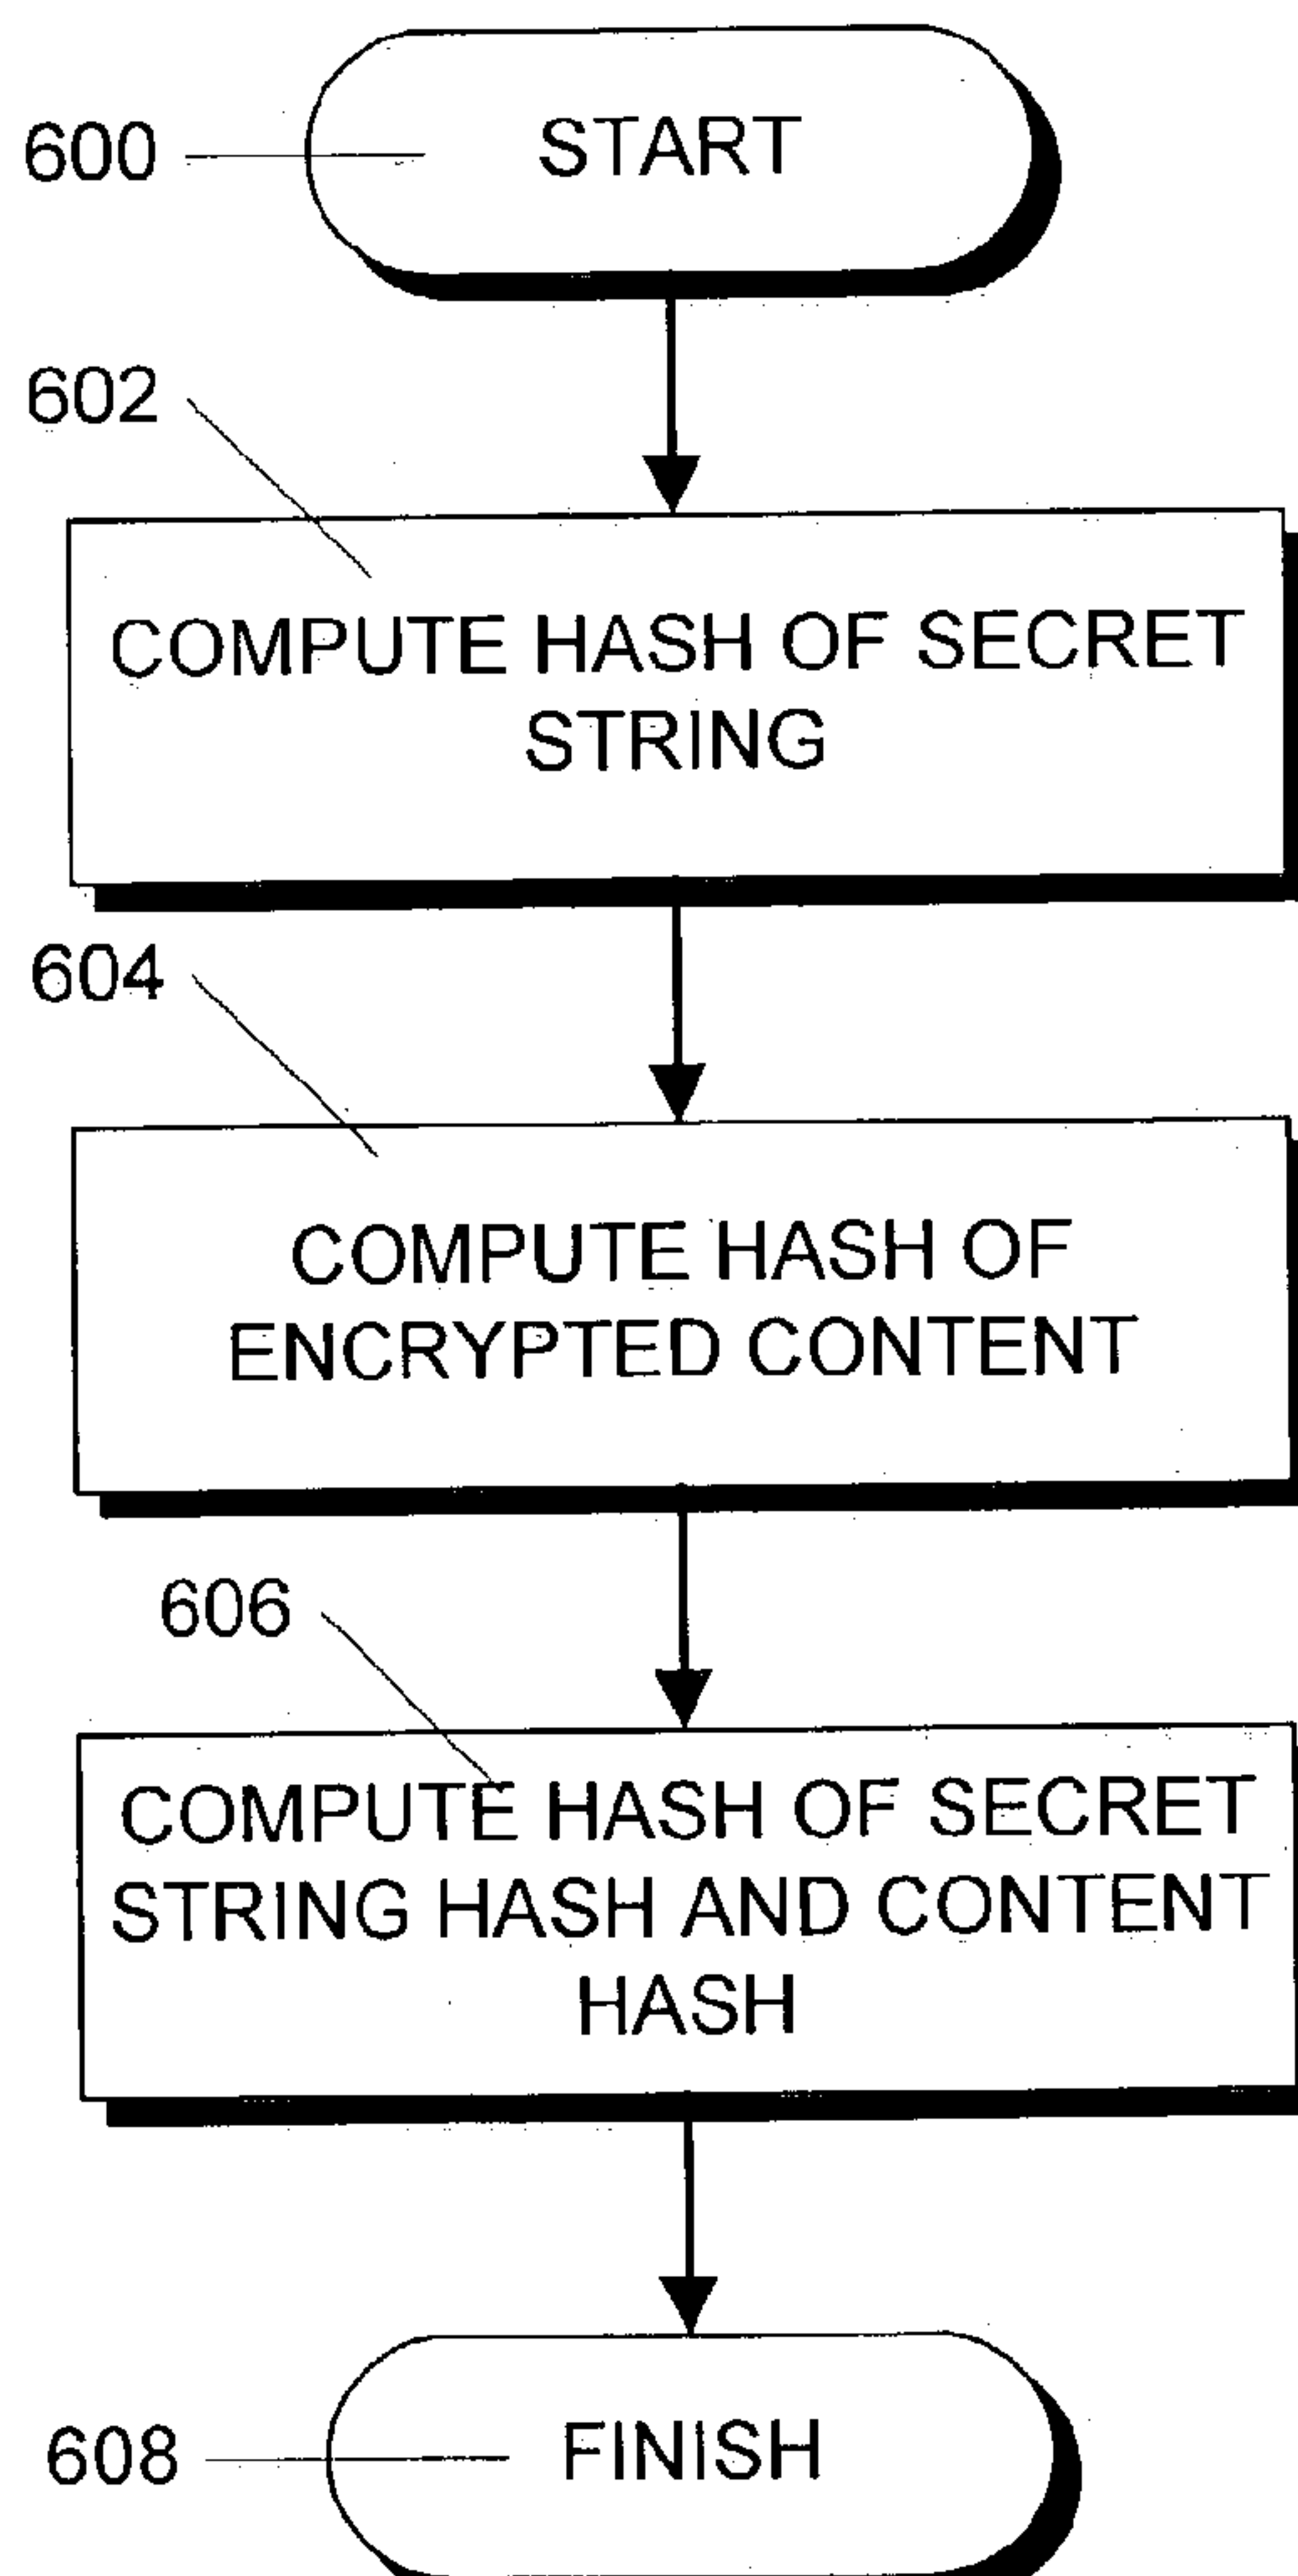 600
START
602
COMPUTE HASH OF SECRET
STRING
604
COMPUTE HASH OF
ENCRYPTED CONTENT
606
COMPUTE HASH OF SECRET
STRING HASH AND CONTENT
HASH
608
FINISH